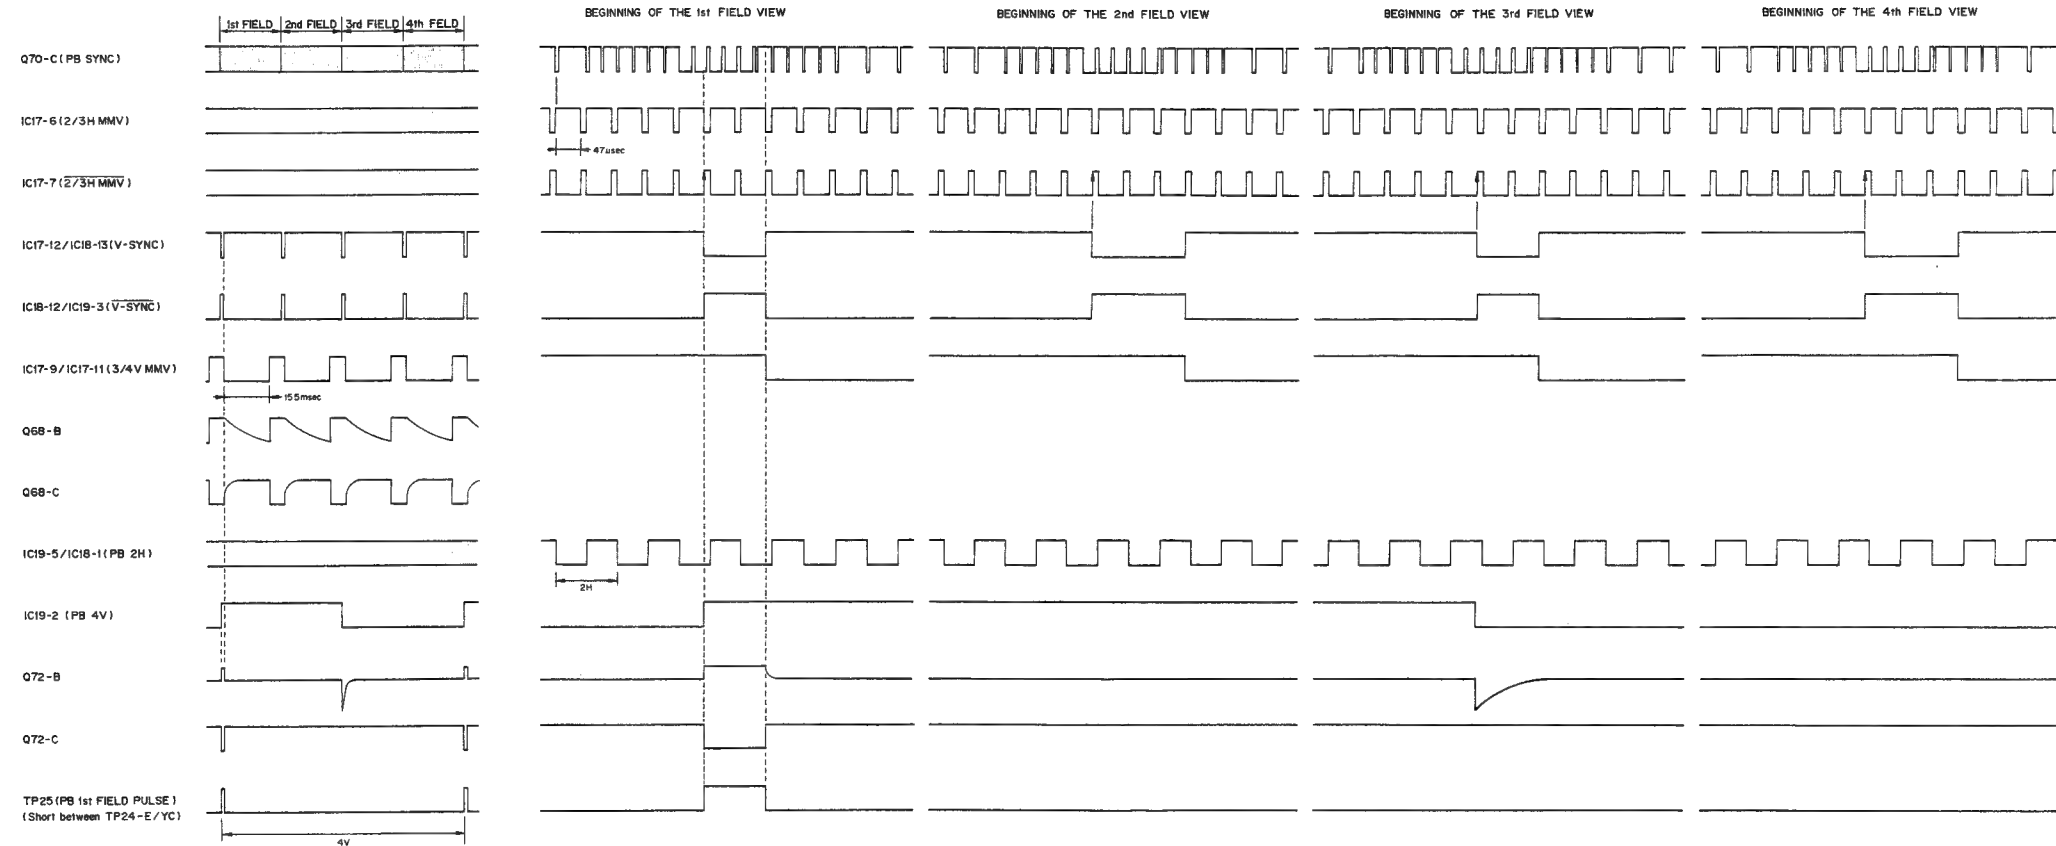 BEGINNING OF THE 1st FIELD VIEW
BEGINNING OF THE 2nd FIELD VIEW
BEGINNING OF THE 3rd FIELD VIEW
BEGINNING OF THE 4th FIELD VIEW
1st FIELD 2nd FIELD 3rd FIELD 4th FELD
Q70-C (PB SYNC)
IC17-6 (2/3H MMV)
47μsec
IC17-7 (2/3H MMV)
IC17-12/IC18-13 (V-SYNC)
IC18-12/IC19-3 (V-SYNC)
IC17-9/IC17-11 (3/4V MMV)
15.5msec
Q68-B
Q68-C
IC19-5/IC18-1 (PB 2H)
2H
IC19-2 (PB 4V)
Q72-B
Q72-C
TP25 (PB 1st FIELD PULSE)
(Short between TP24-E/YC)
4V